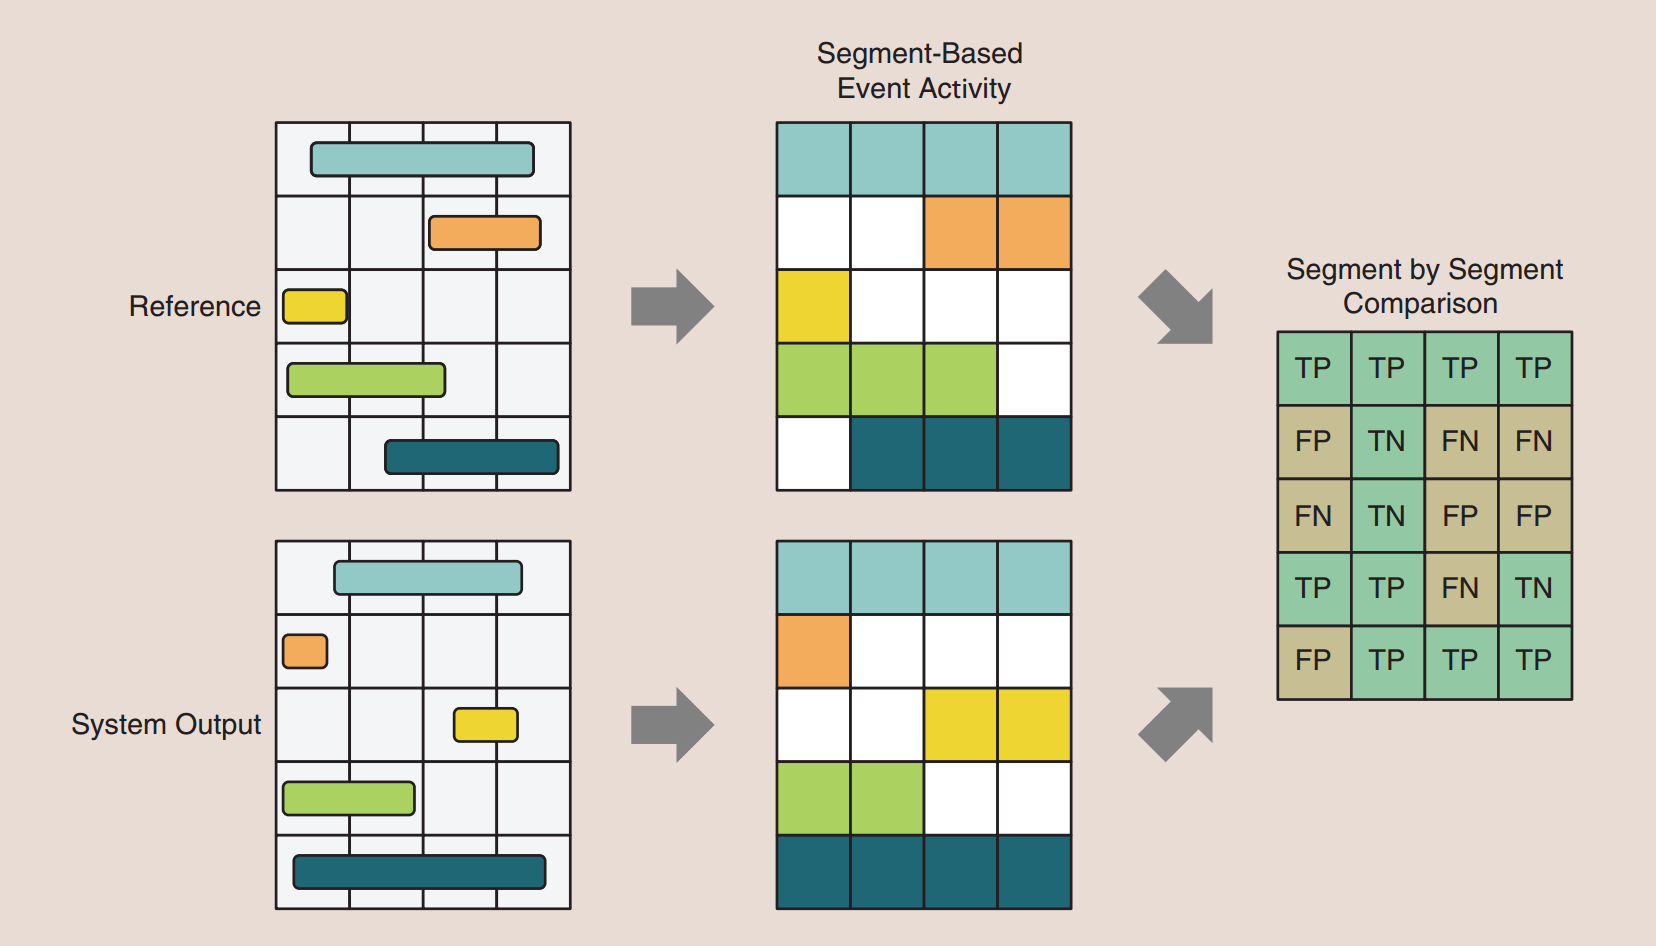 Segment-Based
Event Activity
Reference
Segment by Segment
Comparison
TP TP TP TP
FP TN FN FN
FN TN FP FP
TP TP FN TN
FP TP TP TP
System Output